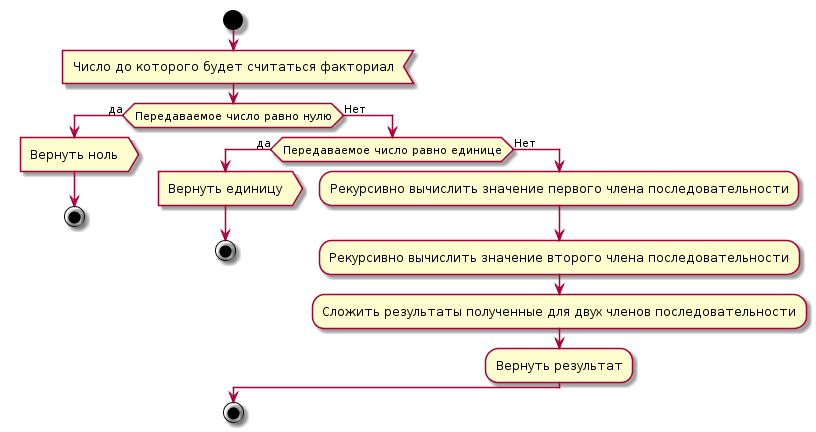 Число до которого будет считаться факториал
да
Передаваемое число равно нулю
Нет
Вернуть ноль
да
Передаваемое число равно единице
Нет
Вернуть единицу
Рекурсивно вычислить значение первого члена последовательности
Рекурсивно вычислить значение второго члена последовательности
Сложить результаты полученные для двух членов последовательности
Вернуть результат